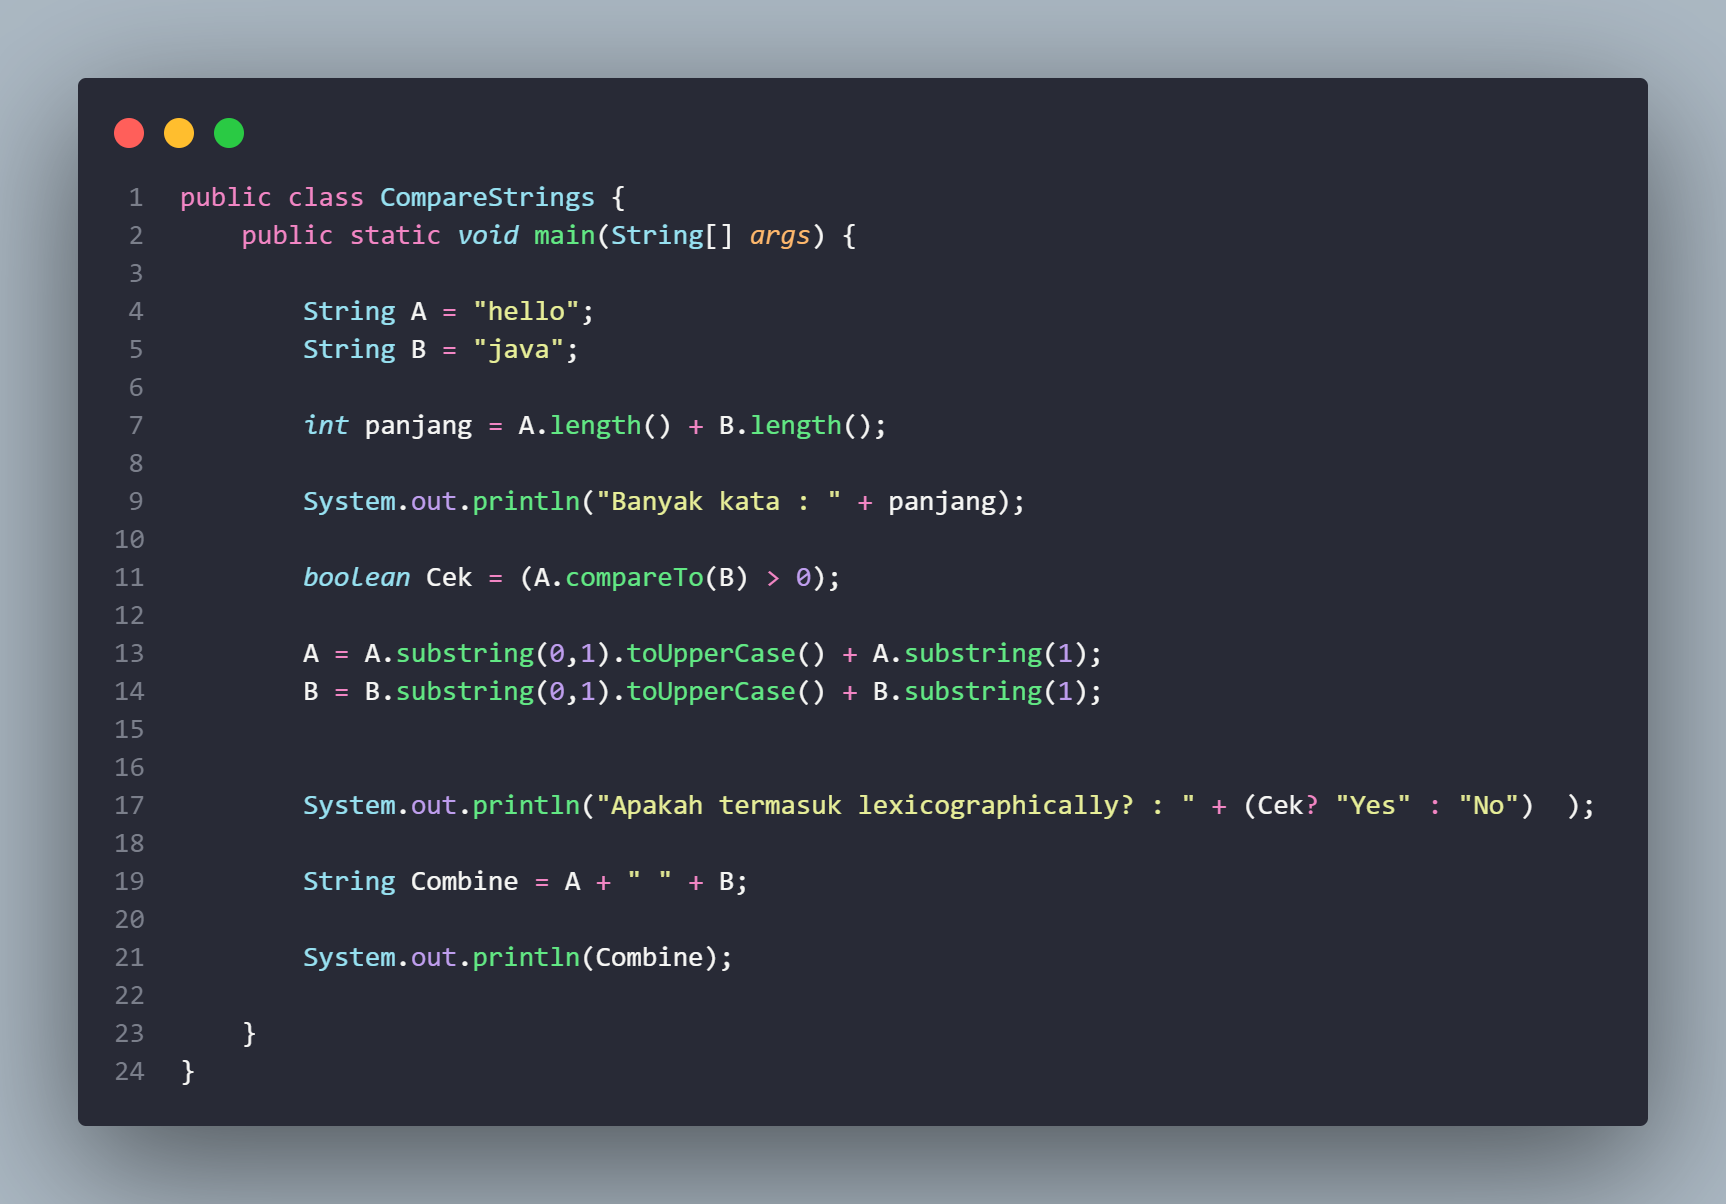 1 public class CompareStrings {
2 public static void main(String[] args) {
3
4 String A = "hello";
5 String B = "java";
6
7 int panjang = A.length() + B.length();
8
9 System.out.println("Banyak kata : " + panjang);
10
11 boolean Cek = (A.compareTo(B) > 0);
12
13 A = A.substring(0,1).toUpperCase() + A.substring(1);
14 B = B.substring(0,1).toUpperCase() + B.substring(1);
15
16
17 System.out.println("Apakah termasuk lexicographically? : " + (Cek? "Yes" : "No")  );
18
19 String Combine = A + " " + B;
20
21 System.out.println(Combine);
22
23 }
24 }